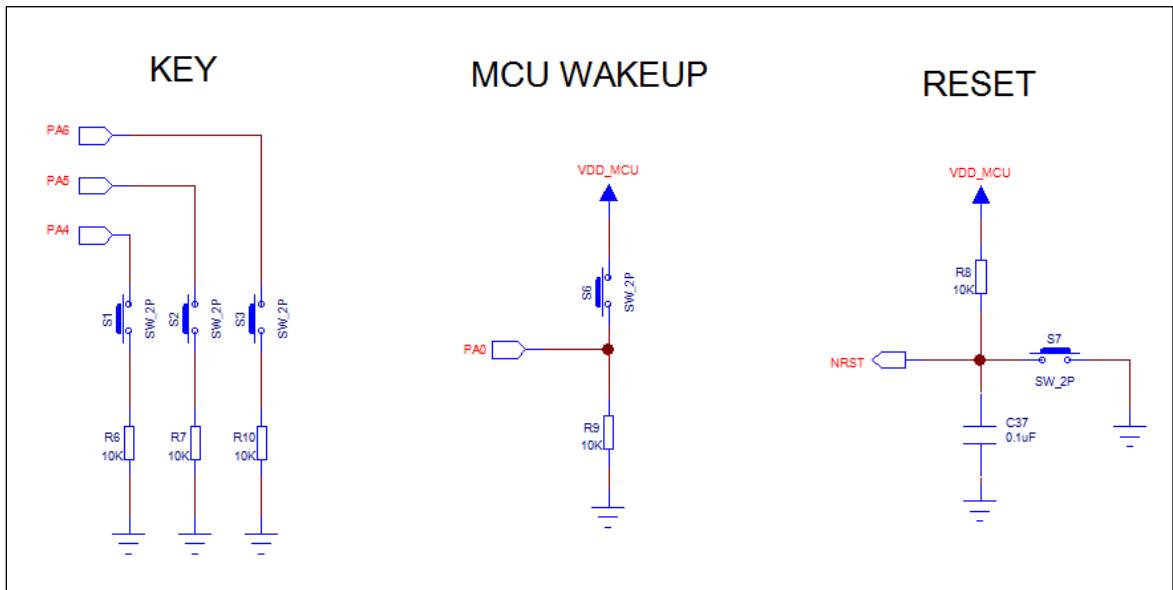 KEY
PA6
PA5
PA4
S1
SW_2P
S2
SW_2P
S3
SW_2P
R6
10K
R7
10K
R10
10K
MCU WAKEUP
VDD_MCU
S6
SW_2P
PA0
R9
10K
RESET
VDD_MCU
R8
10K
S7
SW_2P
NRST
C37
0.1uF